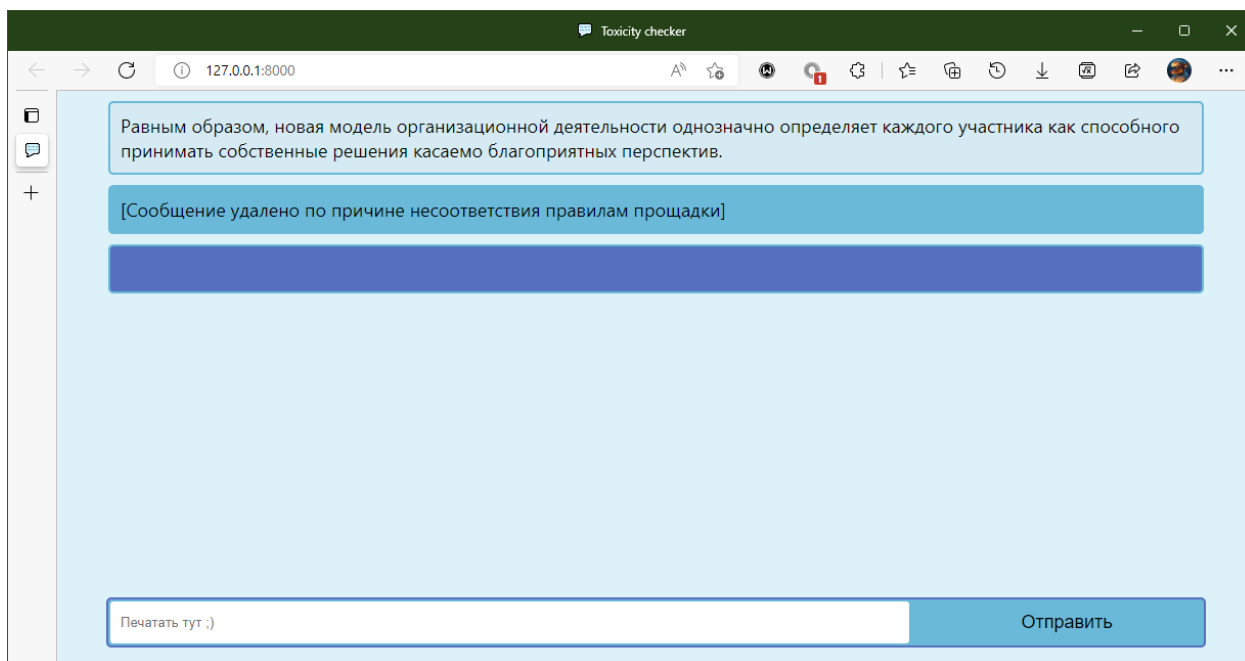 Toxicity checker
127.0.0.1:8000
1
Равным образом, новая модель организационной деятельности однозначно определяет каждого участника как способного
принимать собственные решения касаемо благоприятных перспектив.
[Сообщение удалено по причине несоответствия правилам прощадки]
Печатать тут ;)
Отправить